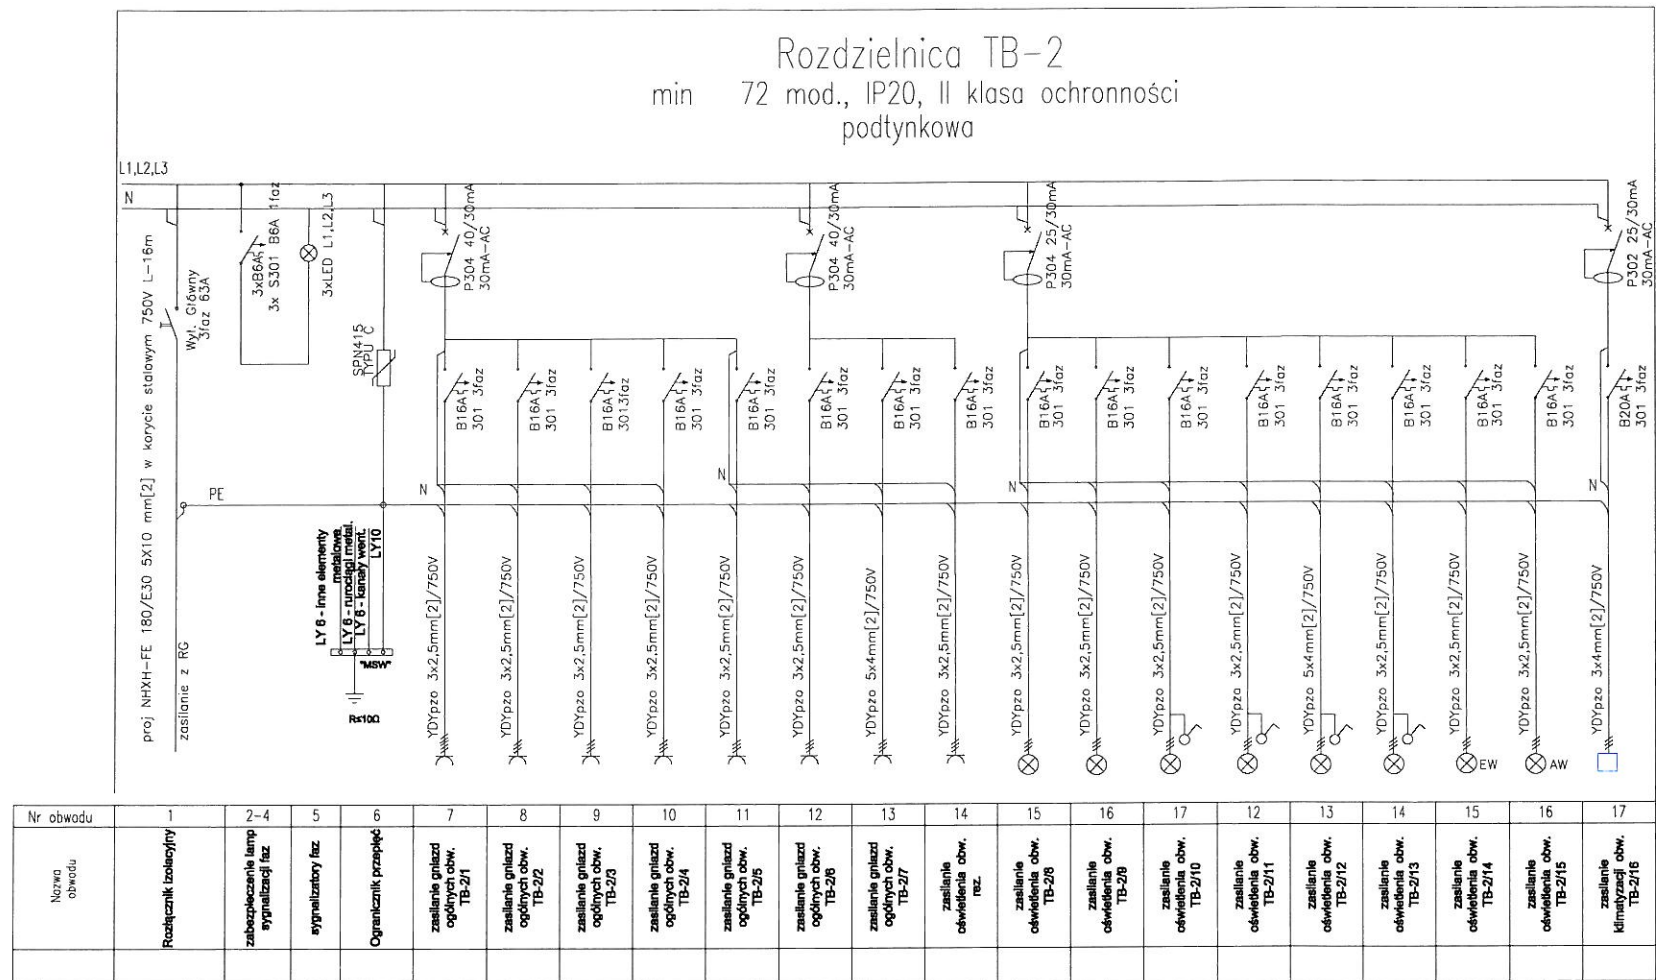 Rozdzielnica TB-2
min 72 mod., IP20, II klasa ochronności
podtynkowa
L1,L2,L3
N
proj NHXH-FE 180/E30 5X10 mm[2] w korycie stalowym 750V L-16m
zasilanie z RG
Wył. Główny
3faz 63A
3xB6A
3x S301 B6A 1faz
3xLED L1,L2,L3
SPN415
TYPU C
P304 40/30mA
30mA-AC
P304 40/30mA
30mA-AC
P304 25/30mA
30mA-AC
P302 25/30mA
30mA-AC
B16A
301 3faz
B16A
301 3faz
B16A
3013faz
B16A
301 3faz
B16A
301 3faz
B16A
301 3faz
B16A
301 3faz
B16A
301 3faz
B16A
301 3faz
B16A
301 3faz
B16A
301 3faz
B16A
301 3faz
B16A
301 3faz
B16A
301 3faz
B16A
301 3faz
B16A
301 3faz
B20A
301 3faz
PE
N
N
N
N
LY 6 - inne elementy
metalowe
LY 6 - rurociągi metal.
LY 6 - kanały went.
LY10
"MSW"
R≤10Ω
YDYpzo 3x2,5mm[2]/750V
YDYpzo 3x2,5mm[2]/750V
YDYpzo 3x2,5mm[2]/750V
YDYpzo 3x2,5mm[2]/750V
YDYpzo 3x2,5mm[2]/750V
YDYpzo 3x2,5mm[2]/750V
YDYpzo 5x4mm[2]/750V
YDYpzo 3x2,5mm[2]/750V
YDYpzo 3x2,5mm[2]/750V
YDYpzo 3x2,5mm[2]/750V
YDYpzo 3x2,5mm[2]/750V
YDYpzo 3x2,5mm[2]/750V
YDYpzo 5x4mm[2]/750V
YDYpzo 3x2,5mm[2]/750V
YDYpzo 3x2,5mm[2]/750V
YDYpzo 3x2,5mm[2]/750V
YDYpzo 3x4mm[2]/750V
EW
AW
Nr obwodu 1 2-4 5 6 7 8 9 10 11 12 13 14 15 16 17 12 13 14 15 16 17
Nazwa
obwodu
Rozłącznik izolacyjny
zabezpieczenie lamp
sygnalizacji faz
sygnalizatory faz
Ogranicznik przepięć
zasilanie gniazd
ogólnych obw.
TB-2/1
zasilanie gniazd
ogólnych obw.
TB-2/2
zasilanie gniazd
ogólnych obw.
TB-2/3
zasilanie gniazd
ogólnych obw.
TB-2/4
zasilanie gniazd
ogólnych obw.
TB-2/5
zasilanie gniazd
ogólnych obw.
TB-2/6
zasilanie gniazd
ogólnych obw.
TB-2/7
zasilanie
oświetlenia obw.
rez.
zasilanie
oświetlenia obw.
TB-2/8
zasilanie
oświetlenia obw.
TB-2/9
zasilanie
oświetlenia obw.
TB-2/10
zasilanie
oświetlenia obw.
TB-2/11
zasilanie
oświetlenia obw.
TB-2/12
zasilanie
oświetlenia obw.
TB-2/13
zasilanie
oświetlenia obw.
TB-2/14
zasilanie
oświetlenia obw.
TB-2/15
zasilanie
klimatyzacji obw.
TB-2/16